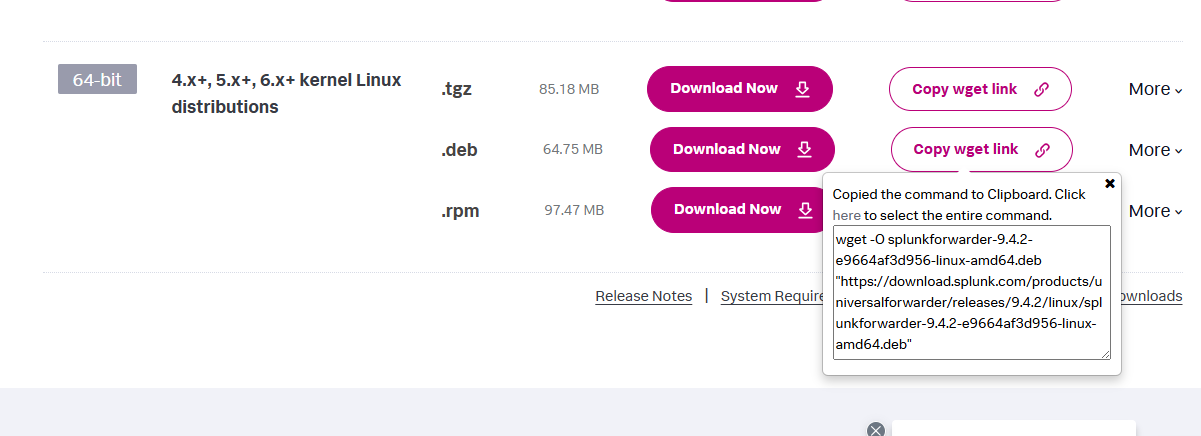 64-bit
4.x+, 5.x+, 6.x+ kernel Linux
distributions
.tgz
85.18 MB
Download Now
Copy wget link
More
.deb
64.75 MB
Download Now
Copy wget link
More
.rpm
97.47 MB
Download Now
More
Copied the command to Clipboard. Click
here to select the entire command.
wget -O splunkforwarder-9.4.2-
e9664af3d956-linux-amd64.deb
"https://download.splunk.com/products/u
niversalforwarder/releases/9.4.2/linux/spl
unkforwarder-9.4.2-e9664af3d956-linux-
amd64.deb"
Release Notes | System Require
ownloads